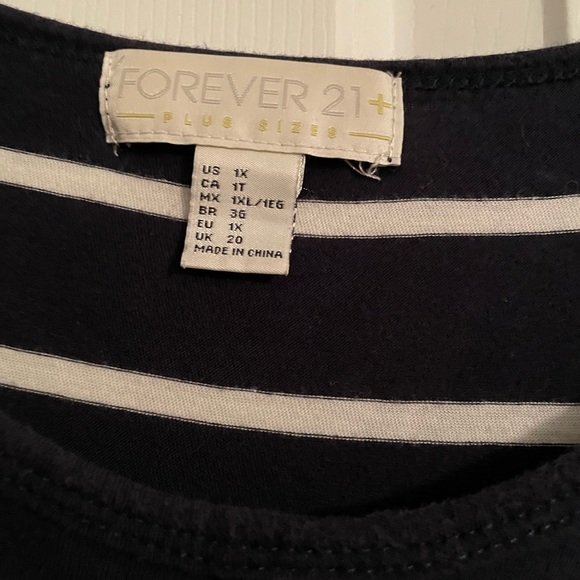 FOREVER 21+
PLUS SIZES
US 1X
CA 1T
MX 1XL/1EG
BR 3G
EU 1X
UK 20
MADE IN CHINA